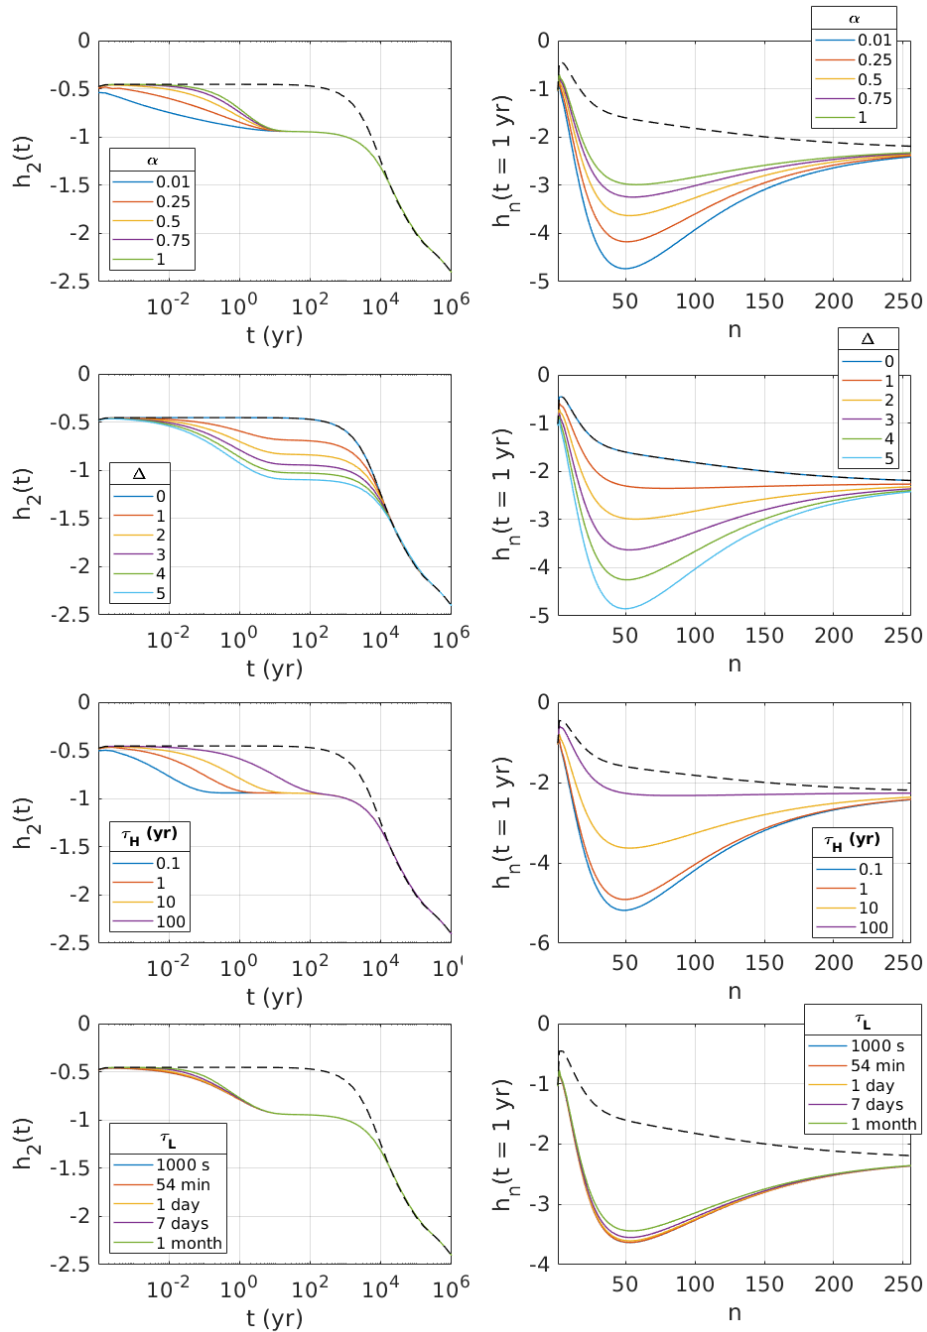 0
-0.5
-1
-1.5
-2
-2.5
h2(t)
α
0.01
0.25
0.5
0.75
1
10^-2 10^0 10^2 10^4 10^6
t (yr)
0
-1
-2
-3
-4
-5
hn(t = 1 yr)
α
0.01
0.25
0.5
0.75
1
50 100 150 200 250
n
0
-0.5
-1
-1.5
-2
-2.5
h2(t)
Δ
0
1
2
3
4
5
10^-2 10^0 10^2 10^4 10^6
t (yr)
0
-1
-2
-3
-4
-5
hn(t = 1 yr)
Δ
0
1
2
3
4
5
50 100 150 200 250
n
0
-0.5
-1
-1.5
-2
-2.5
h2(t)
τH (yr)
0.1
1
10
100
10^-2 10^0 10^2 10^4 10
t (yr)
0
-2
-4
-6
hn(t = 1 yr)
τH (yr)
0.1
1
10
100
50 100 150 200 250
n
0
-0.5
-1
-1.5
-2
-2.5
h2(t)
τL
1000 s
54 min
1 day
7 days
1 month
10^-2 10^0 10^2 10^4 10^6
t (yr)
0
-1
-2
-3
-4
hn(t = 1 yr)
τL
1000 s
54 min
1 day
7 days
1 month
50 100 150 200 250
n